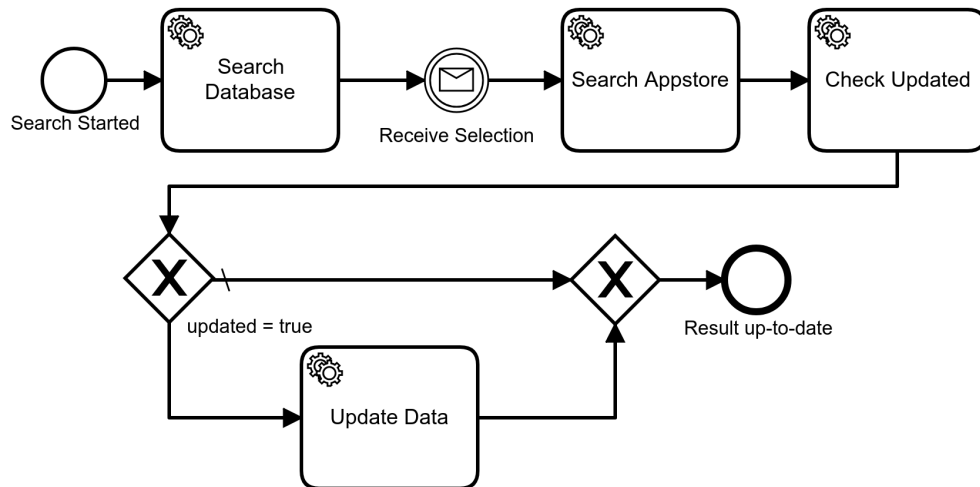 Search
Database
Search Started
Receive Selection
Search Appstore
Check Updated
X
X
updated = true
Result up-to-date
Update Data